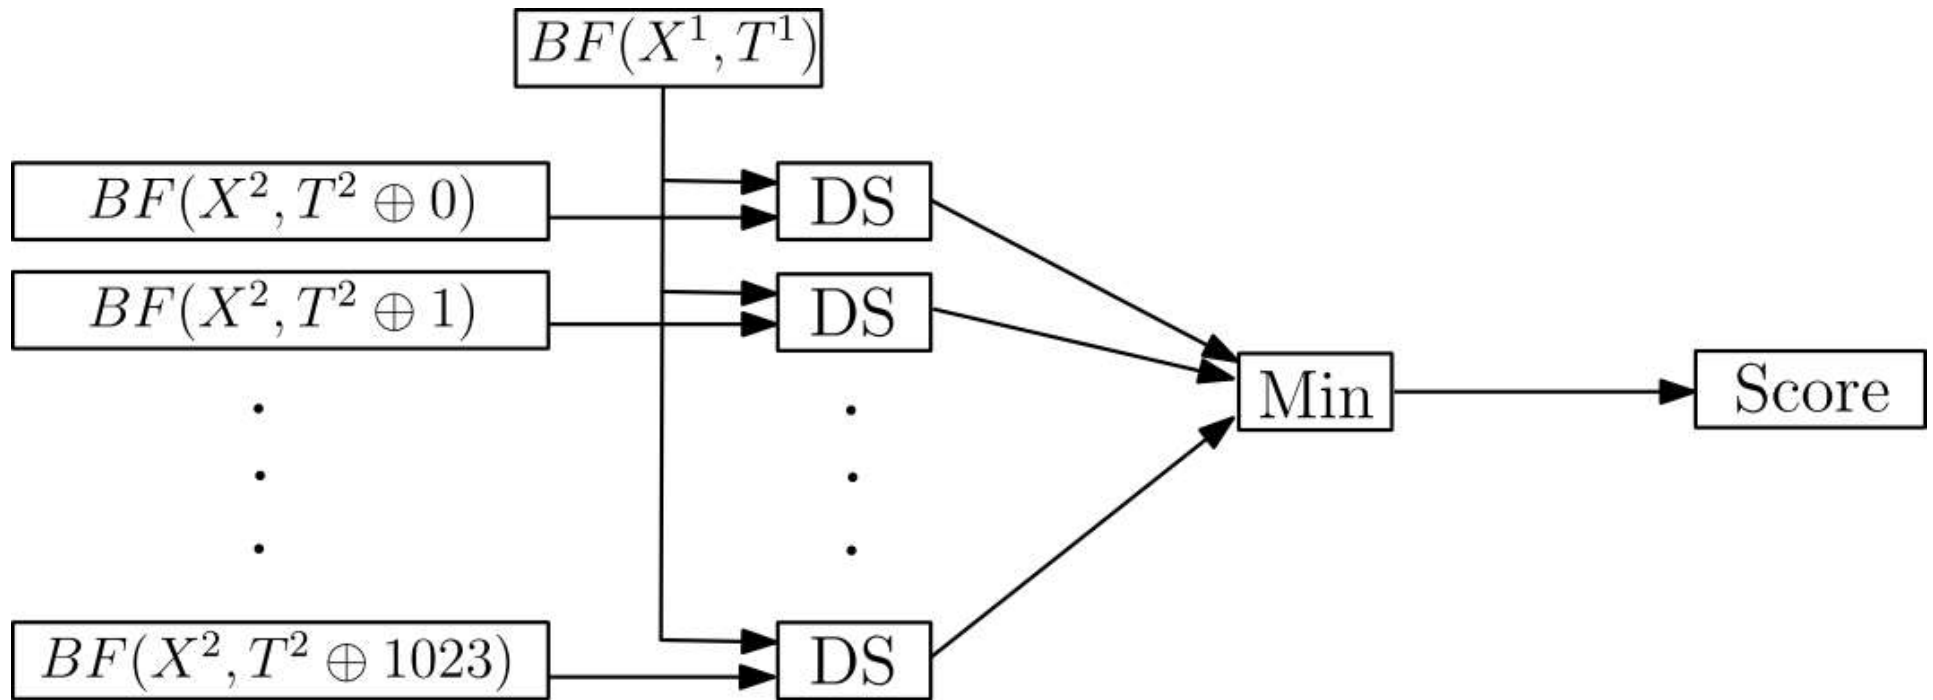 BF(X¹, T¹)
BF(X², T² ⊕ 0)
DS
BF(X², T² ⊕ 1)
DS
Min
Score
BF(X², T² ⊕ 1023)
DS